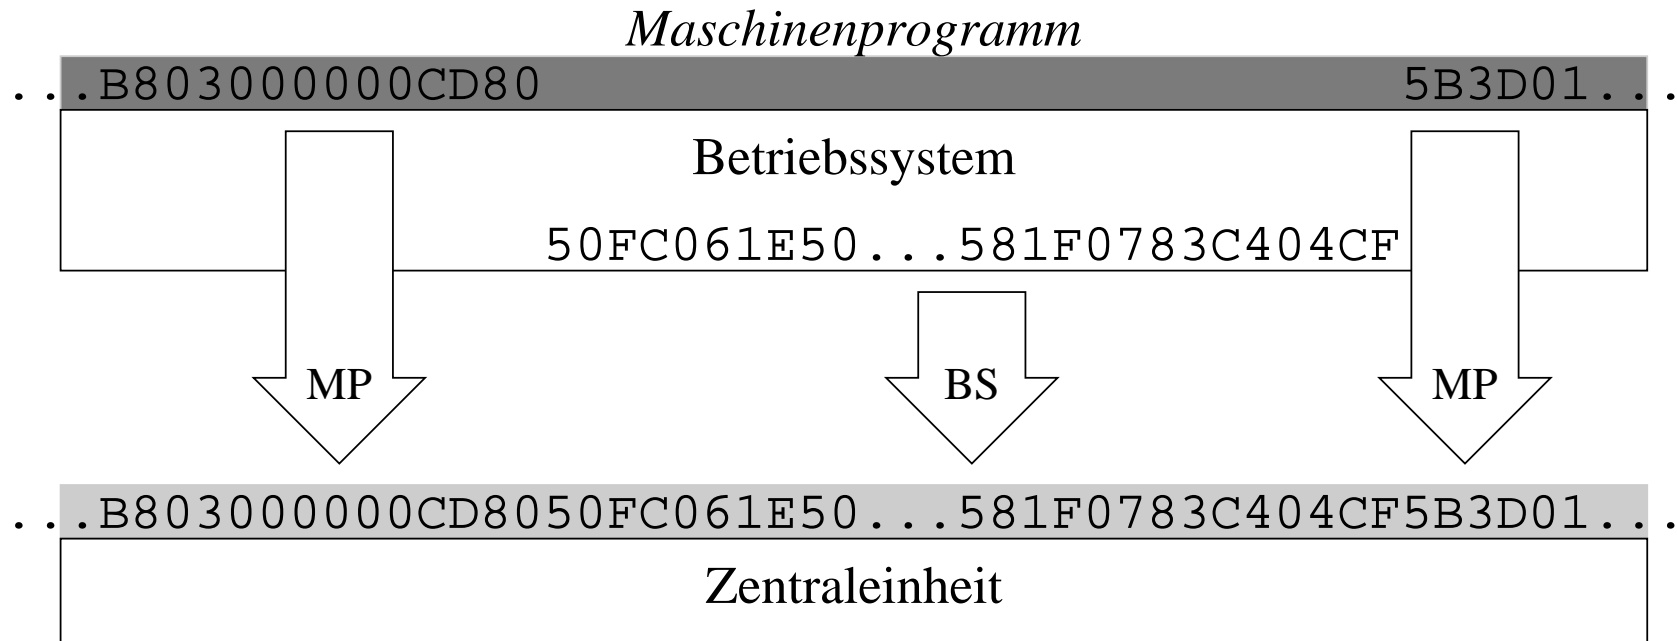 Maschinenprogramm
...B803000000CD80 5B3D01...
Betriebssystem
50FC061E50...581F0783C404CF
MP BS MP
...B803000000CD8050FC061E50...581F0783C404CF5B3D01...
Zentraleinheit